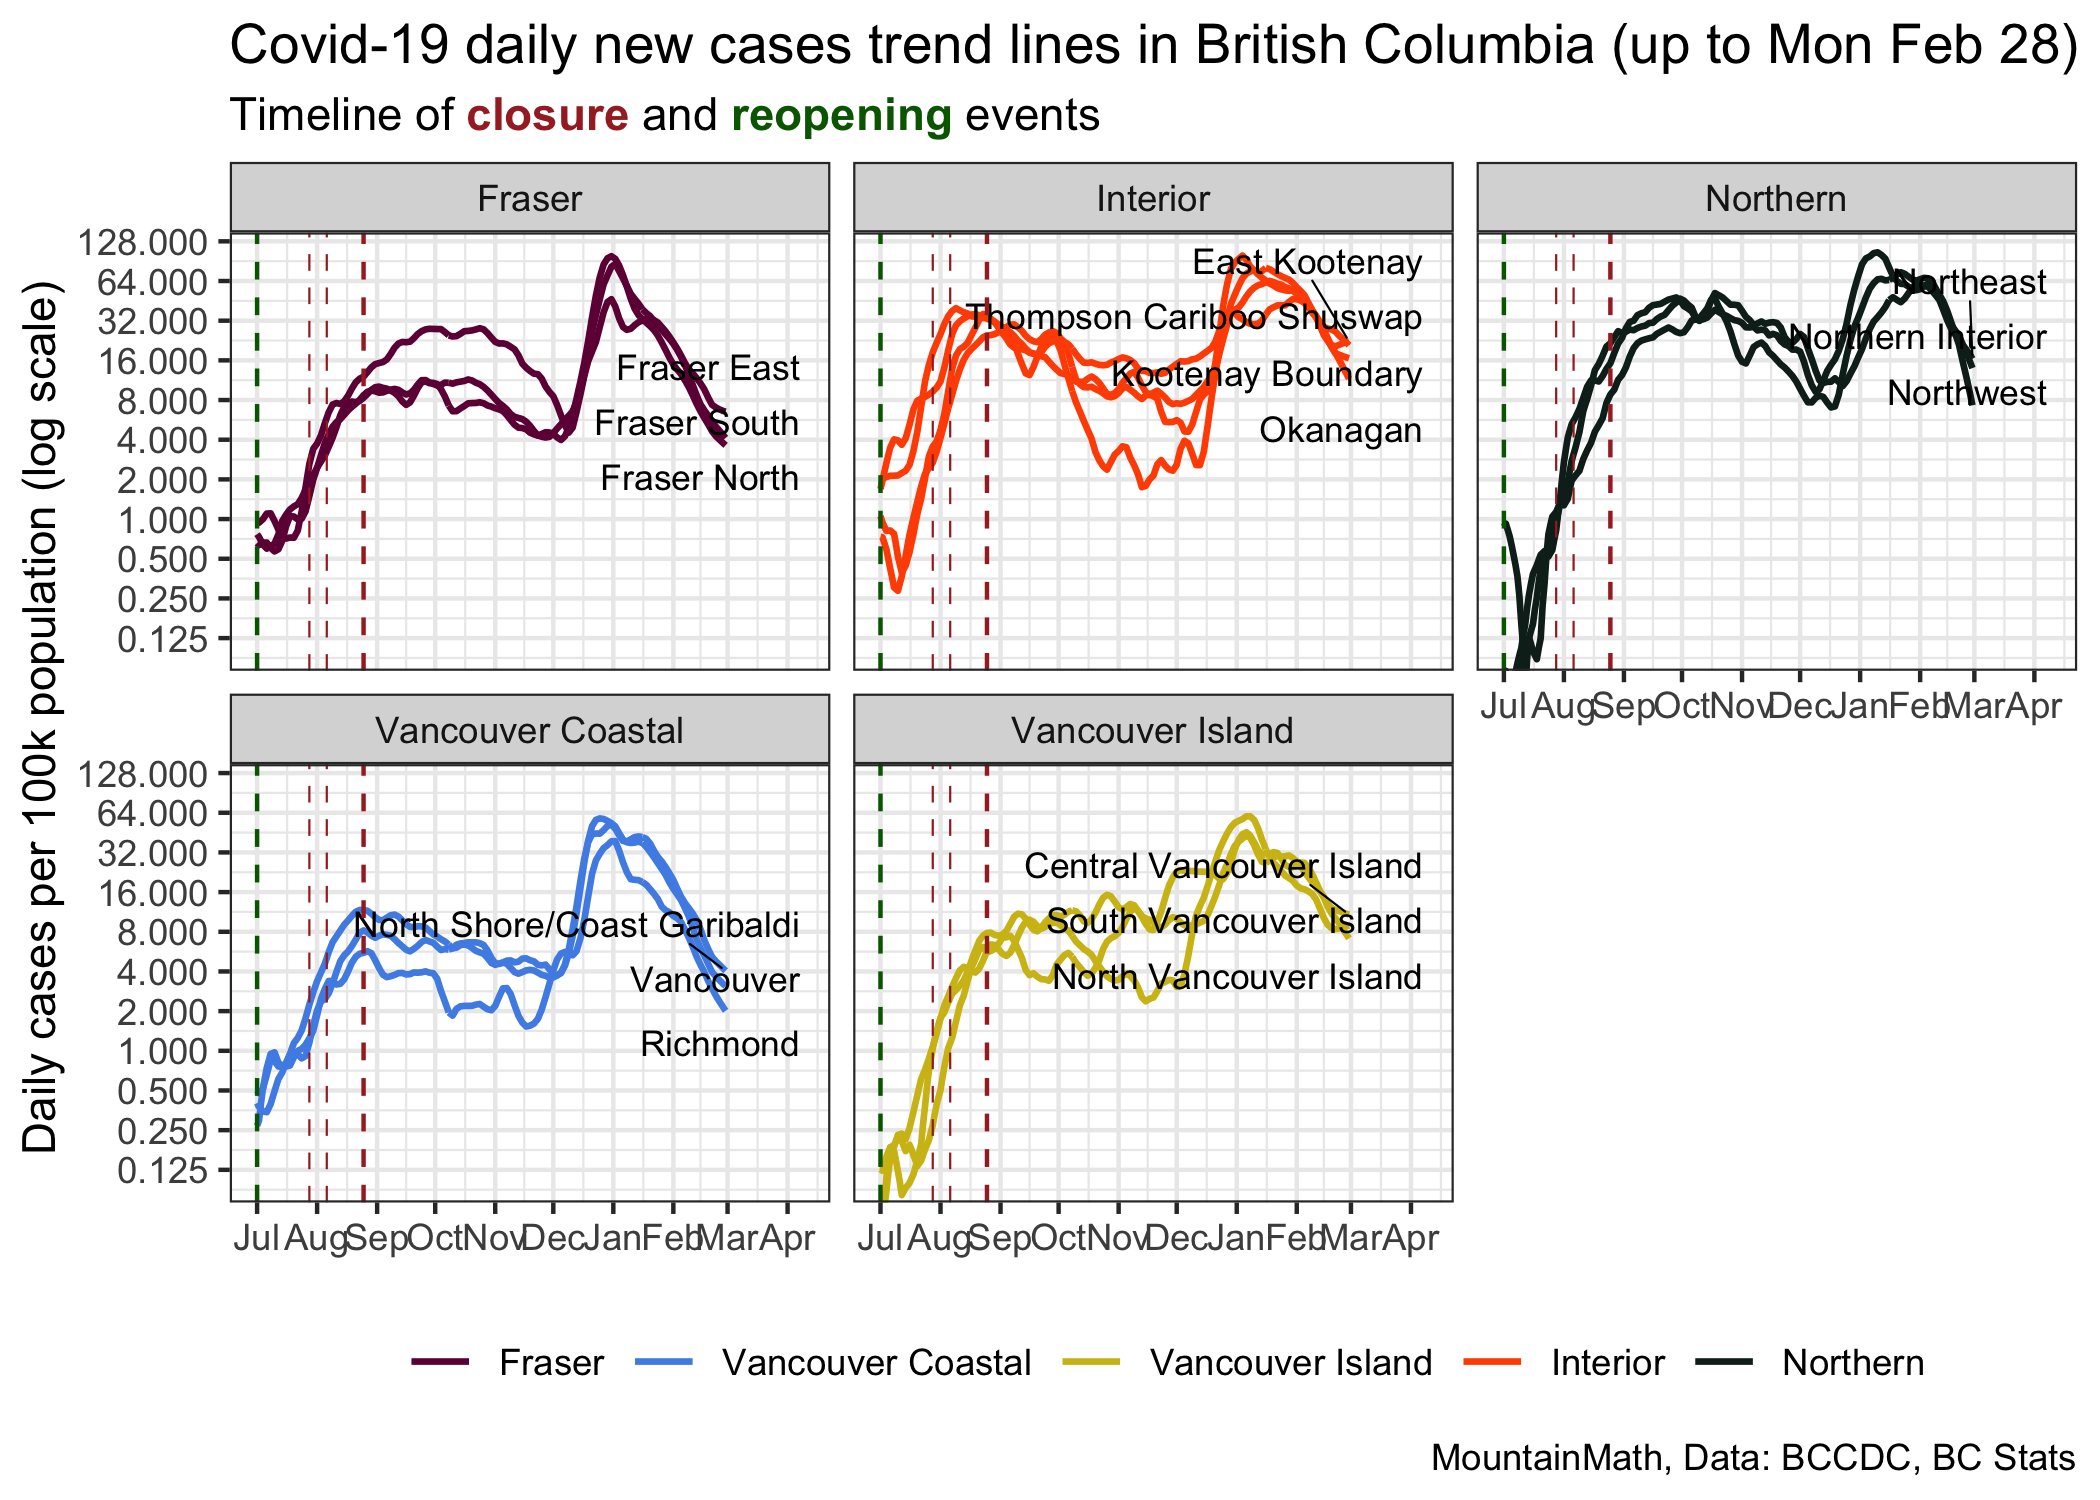 Covid-19 daily new cases trend lines in British Columbia (up to Mon Feb 28)
Timeline of closure and reopening events
Daily cases per 100k population (log scale)
Fraser
128.000
64.000
32.000
16.000
8.000
4.000
2.000
1.000
0.500
0.250
0.125
Fraser East
Fraser South
Fraser North
Interior
East Kootenay
Thompson Cariboo Shuswap
Kootenay Boundary
Okanagan
Northern
Northeast
Northern Interior
Northwest
Jul Aug Sep Oct Nov Dec Jan Feb Mar Apr
Vancouver Coastal
128.000
64.000
32.000
16.000
8.000
4.000
2.000
1.000
0.500
0.250
0.125
North Shore/Coast Garibaldi
Vancouver
Richmond
Jul Aug Sep Oct Nov Dec Jan Feb Mar Apr
Vancouver Island
Central Vancouver Island
South Vancouver Island
North Vancouver Island
Jul Aug Sep Oct Nov Dec Jan Feb Mar Apr
Fraser Vancouver Coastal Vancouver Island Interior Northern
MountainMath, Data: BCCDC, BC Stats